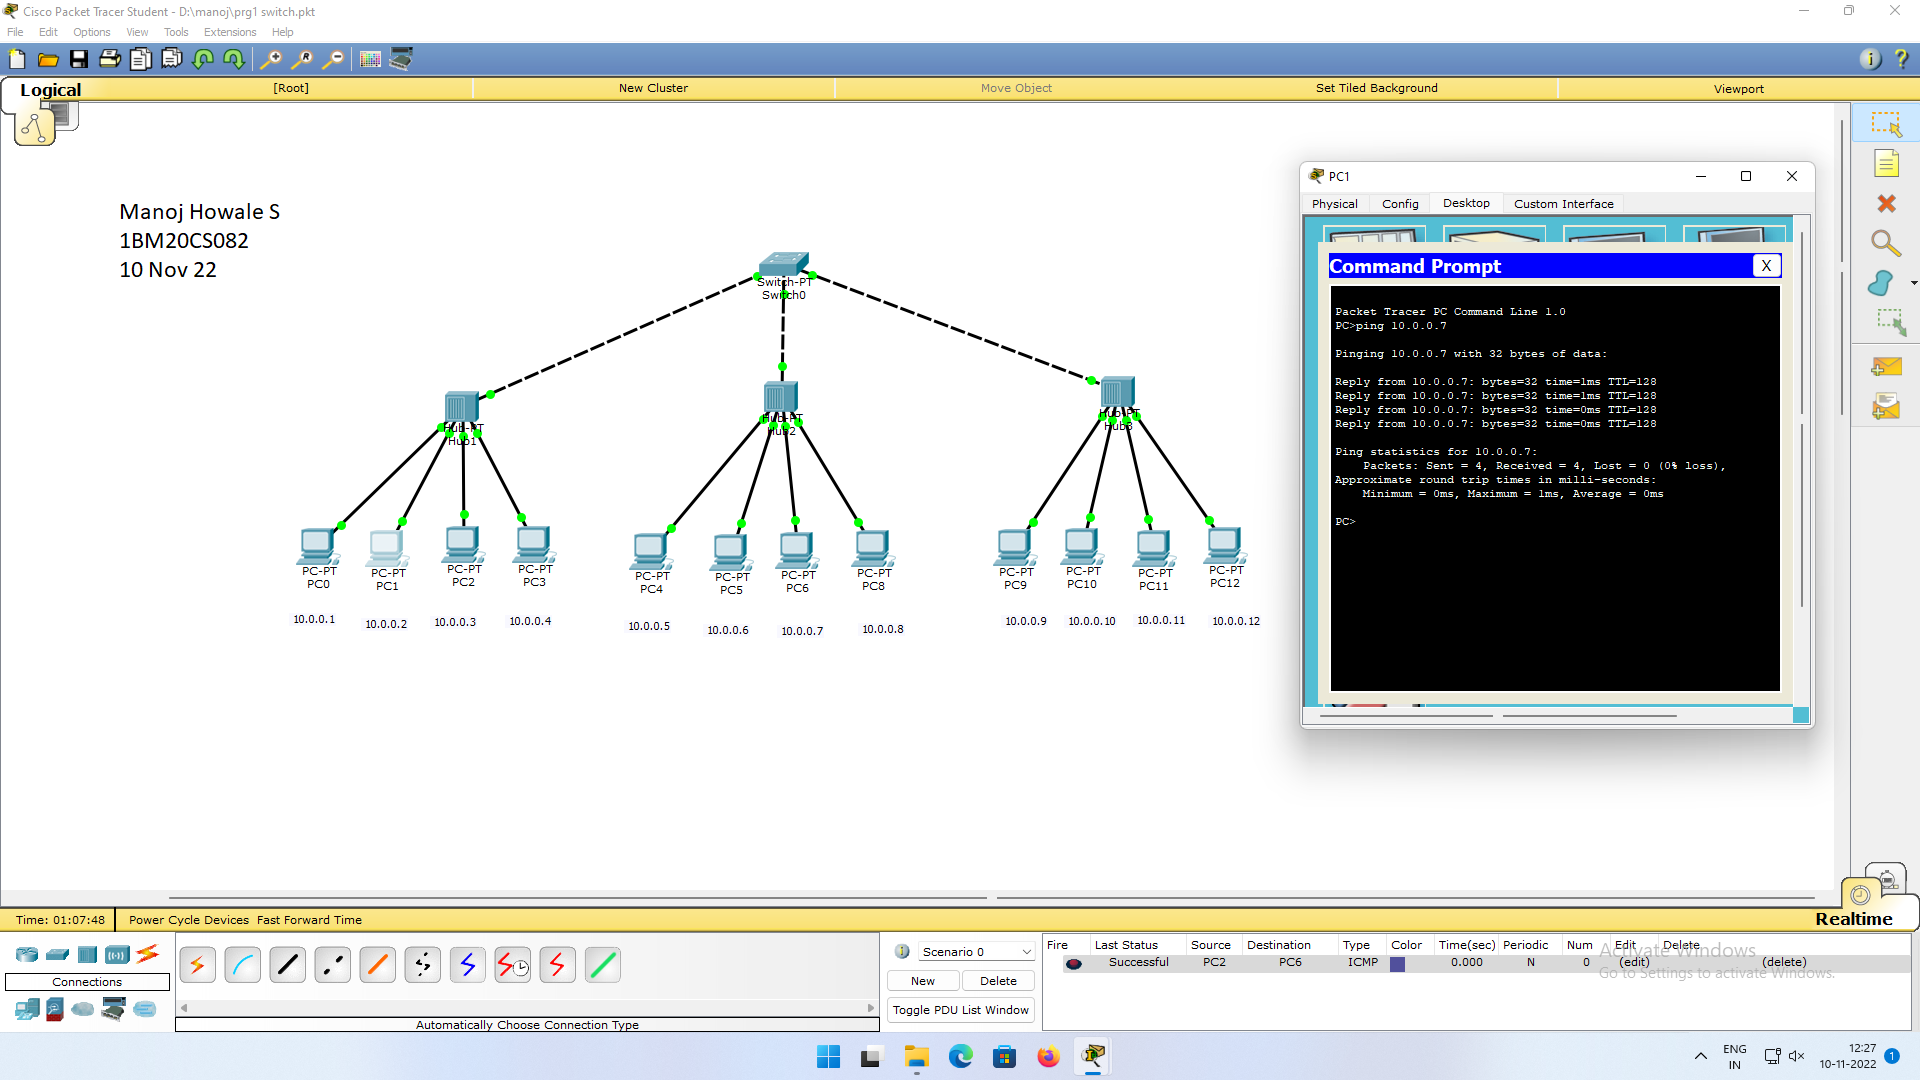 Cisco Packet Tracer Student - D:\manoj\prg1 switch.pkt
File Edit Options View Tools Extensions Help
Logical [Root] New Cluster Move Object Set Tiled Background Viewport
Manoj Howale S
1BM20CS082
10 Nov 22
Switch-PT
Switch0
Hub-PT
Hub1
Hub-PT
Hub2
Hub-PT
Hub3
PC-PT
PC0
PC-PT
PC1
PC-PT
PC2
PC-PT
PC3
PC-PT
PC4
PC-PT
PC5
PC-PT
PC6
PC-PT
PC8
PC-PT
PC9
PC-PT
PC10
PC-PT
PC11
PC-PT
PC12
10.0.0.1 10.0.0.2 10.0.0.3 10.0.0.4 10.0.0.5 10.0.0.6 10.0.0.7 10.0.0.8 10.0.0.9 10.0.0.10 10.0.0.11 10.0.0.12
PC1
Physical Config Desktop Custom Interface
Command Prompt X
Packet Tracer PC Command Line 1.0
PC>ping 10.0.0.7
Pinging 10.0.0.7 with 32 bytes of data:
Reply from 10.0.0.7: bytes=32 time=1ms TTL=128
Reply from 10.0.0.7: bytes=32 time=1ms TTL=128
Reply from 10.0.0.7: bytes=32 time=0ms TTL=128
Reply from 10.0.0.7: bytes=32 time=0ms TTL=128
Ping statistics for 10.0.0.7:
Packets: Sent = 4, Received = 4, Lost = 0 (0% loss),
Approximate round trip times in milli-seconds:
Minimum = 0ms, Maximum = 1ms, Average = 0ms
PC>
Time: 01:07:48 Power Cycle Devices Fast Forward Time
Realtime
Connections
Automatically Choose Connection Type
Scenario 0
New Delete
Toggle PDU List Window
Fire Last Status Source Destination Type Color Time(sec) Periodic Num Edit Delete
Successful PC2 PC6 ICMP 0.000 N 0 (edit) (delete)
Activate Windows
Go to Settings to activate Windows.
ENG
IN
12:27
10-11-2022
1